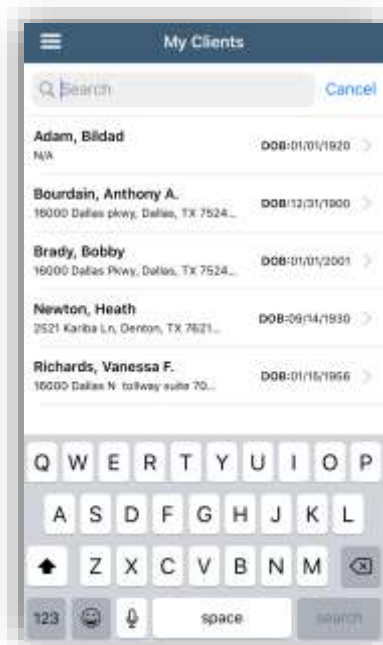 My Clients
Search
Cancel
Adam, Bildad
DOB:01/01/1920
N/A
Bourdain, Anthony A.
DOB:12/31/1900
16000 Dallas pkwy, Dallas, TX 7524...
Brady, Bobby
DOB:01/01/2001
16000 Dallas Pkwy, Dallas, TX 7524...
Newton, Heath
DOB:09/14/1930
2521 Kariba Ln, Denton, TX 7621...
Richards, Vanessa F.
DOB:01/15/1956
16000 Dallas N tollway suite 70...
Q W E R T Y U I O P
A S D F G H J K L
Z X C V B N M
123 space search